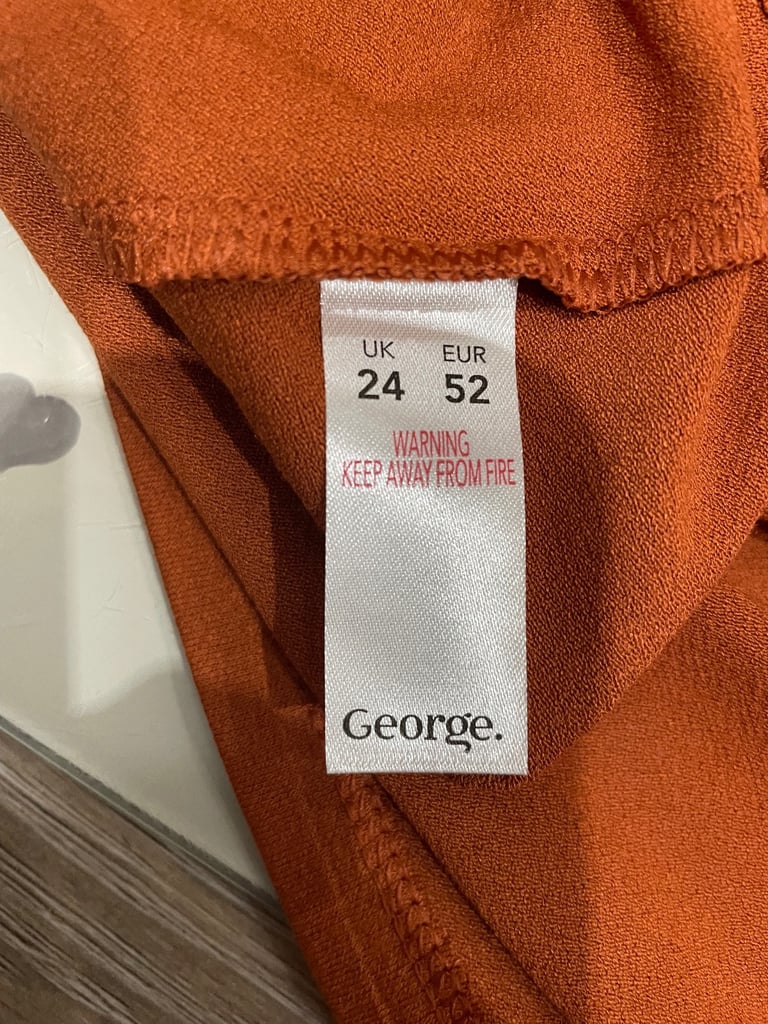 UK EUR
24 52
WARNING
KEEP AWAY FROM FIRE
George.